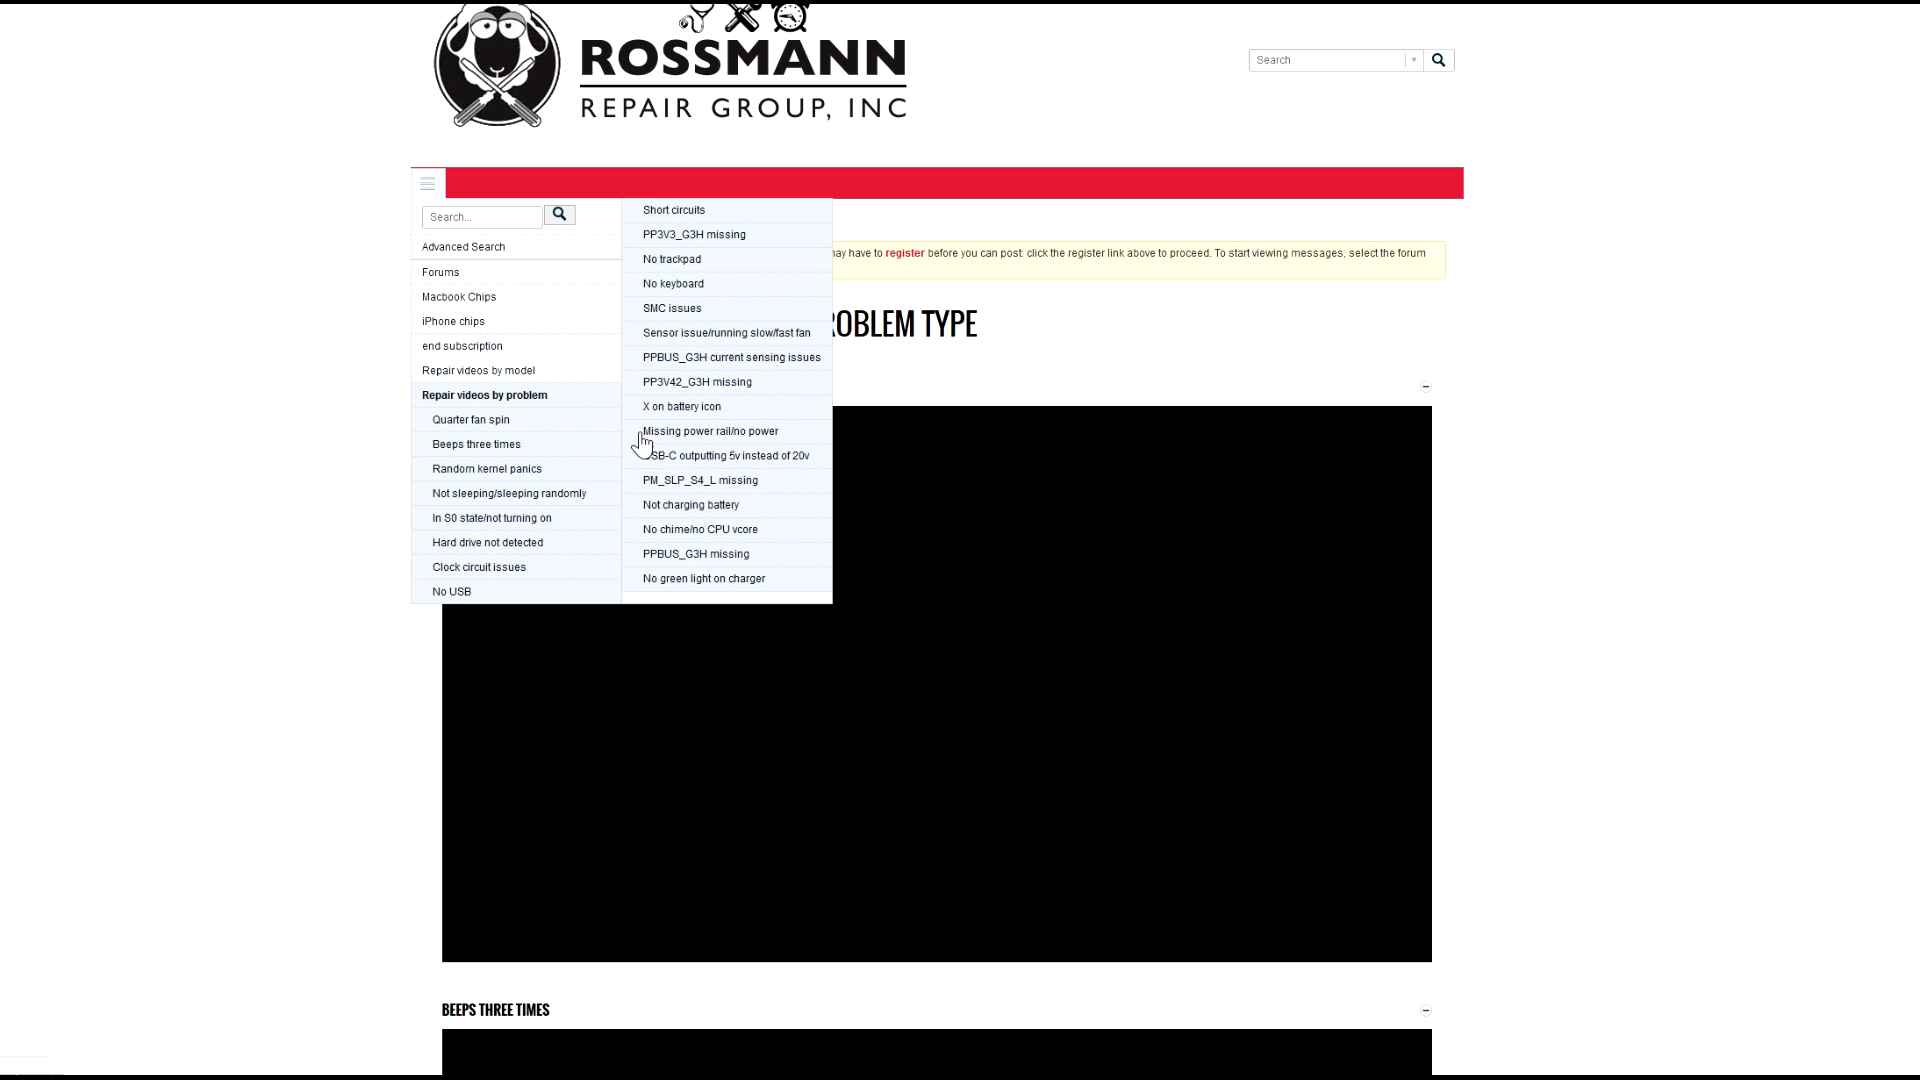 ROSSMANN
REPAIR GROUP, INC
Search
Search...
Advanced Search
Forums
Macbook Chips
iPhone chips
end subscription
Repair videos by model
Repair videos by problem
Quarter fan spin
Beeps three times
Random kernel panics
Not sleeping/sleeping randomly
In S0 state/not turning on
Hard drive not detected
Clock circuit issues
No USB
Short circuits
PP3V3_G3H missing
No trackpad
No keyboard
SMC issues
Sensor issue/running slow/fast fan
PPBUS_G3H current sensing issues
PP3V42_G3H missing
X on battery icon
Missing power rail/no power
SB-C outputting 5v instead of 20v
PM_SLP_S4_L missing
Not charging battery
No chime/no CPU vcore
PPBUS_G3H missing
No green light on charger
may have to register before you can post: click the register link above to proceed. To start viewing messages, select the forum
ROBLEM TYPE
BEEPS THREE TIMES